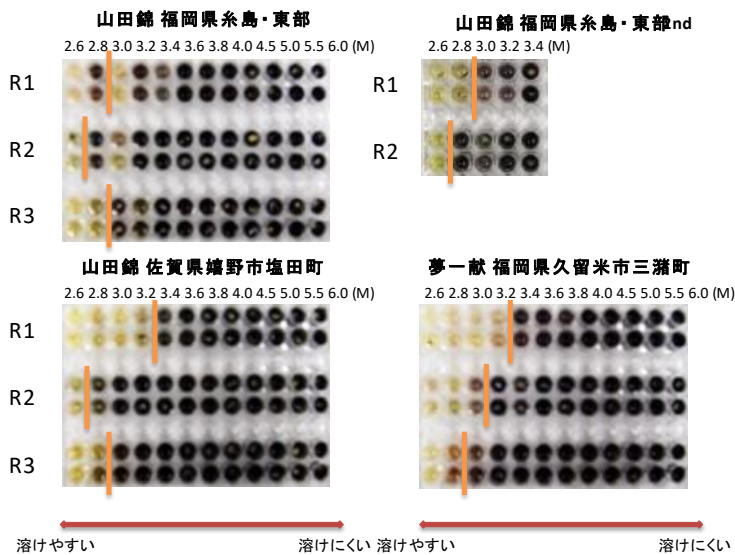 山田錦 福岡県糸島・東部
2.6 2.8 3.0 3.2 3.4 3.6 3.8 4.0 4.5 5.0 5.5 6.0 (M)
R1
R2
R3
山田錦 福岡県糸島・東部2nd
2.6 2.8 3.0 3.2 3.4 (M)
R1
R2
山田錦 佐賀県嬉野市塩田町
2.6 2.8 3.0 3.2 3.4 3.6 3.8 4.0 4.5 5.0 5.5 6.0 (M)
R1
R2
R3
夢一献 福岡県久留米市三潴町
2.6 2.8 3.0 3.2 3.4 3.6 3.8 4.0 4.5 5.0 5.5 6.0 (M)
R1
R2
R3
溶けやすい 溶けにくい
溶けやすい 溶けにくい